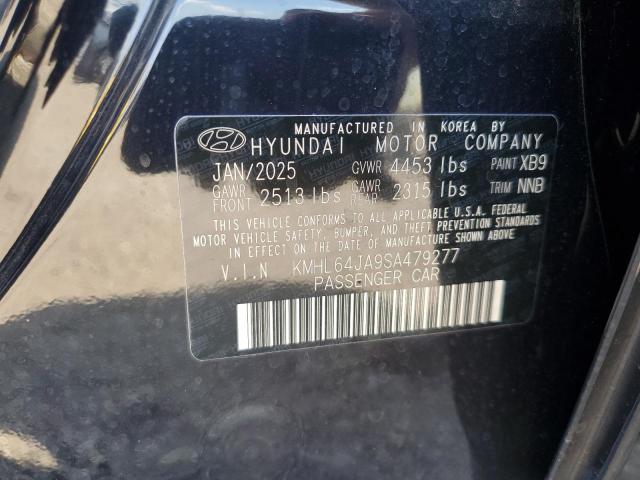 MANUFACTURED IN KOREA BY
HYUNDAI MOTOR COMPANY
JAN/2025 GVWR 4453 lbs PAINT XB9
GAWR FRONT 2513 lbs GAWR REAR 2315 lbs TRIM NNB
THIS VEHICLE CONFORMS TO ALL APPLICABLE U.S.A. FEDERAL
MOTOR VEHICLE SAFETY, BUMPER, AND THEFT PREVENTION STANDARDS
IN EFFECT ON THE DATE OF MANUFACTURE SHOWN ABOVE.
V.I.N KMHL64JA9SA479277
PASSENGER CAR